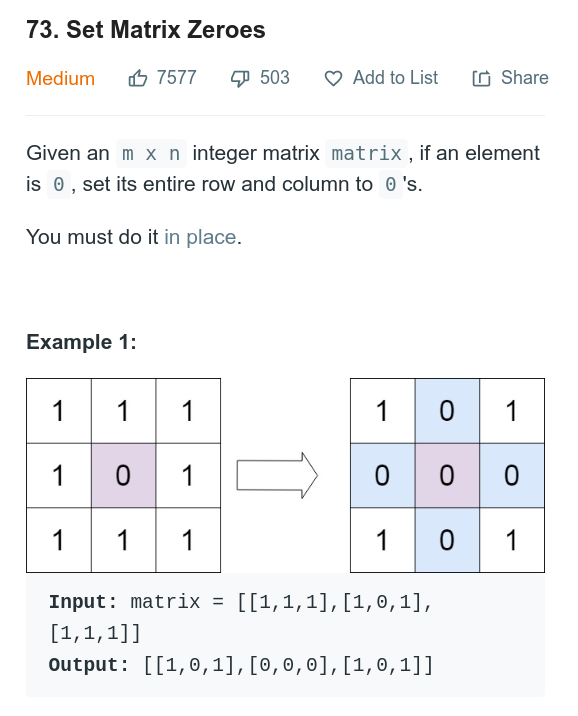 73. Set Matrix Zeroes
Medium 7577 503 Add to List Share
Given an m x n integer matrix matrix, if an element
is 0, set its entire row and column to 0's.
You must do it in place.
Example 1:
1 1 1 1 0 1
1 0 1 0 0 0
1 1 1 1 0 1
Input: matrix = [[1,1,1],[1,0,1],
[1,1,1]]
Output: [[1,0,1],[0,0,0],[1,0,1]]